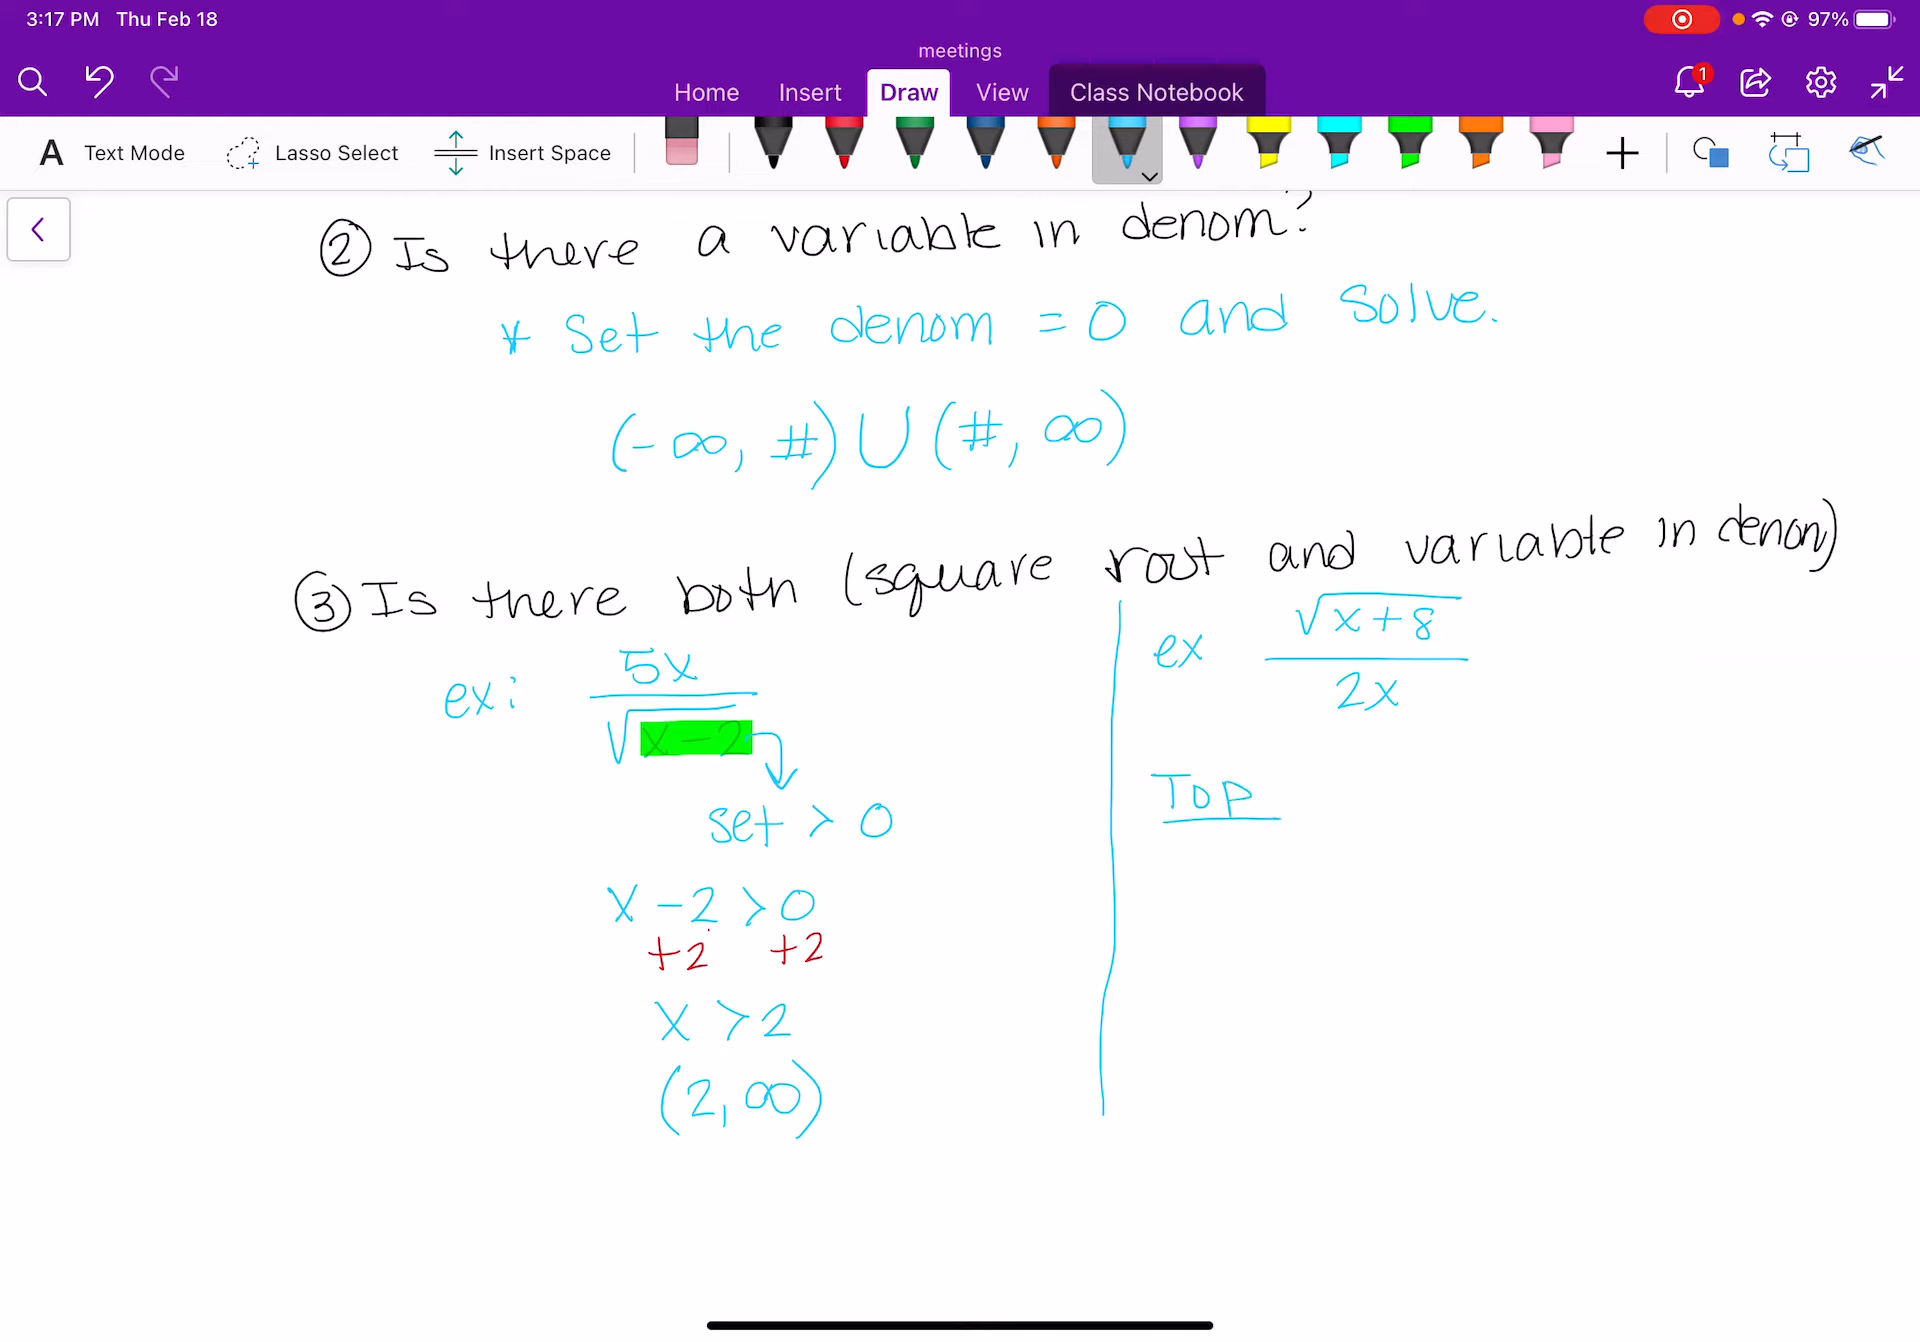 3:17 PM Thu Feb 18
97%
meetings
1
Home Insert Draw View Class Notebook
A Text Mode Lasso Select Insert Space
② Is there a variable in denom?
* Set the denom = 0 and solve.
(-∞, #) ∪ (#, ∞)
③ Is there both (square root and variable in denom)
ex: 5x
√x-2
set > 0
x - 2 > 0
+2 +2
x > 2
(2, ∞)
ex √x+8
2x
Top